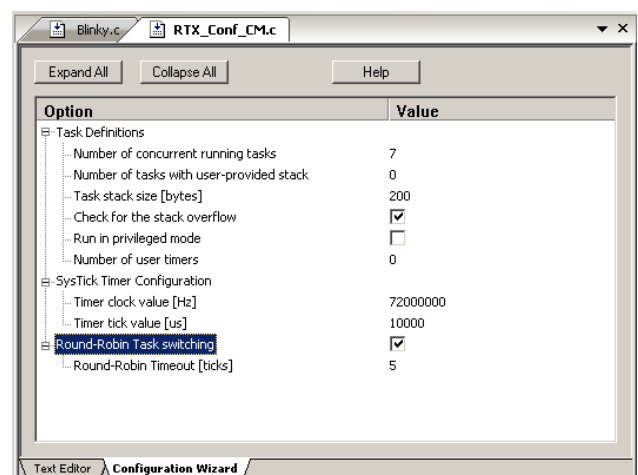 Blinky.c RTX_Conf_CM.c
Expand All Collapse All Help
Option Value
Task Definitions
Number of concurrent running tasks 7
Number of tasks with user-provided stack 0
Task stack size [bytes] 200
Check for the stack overflow
Run in privileged mode
Number of user timers 0
SysTick Timer Configuration
Timer clock value [Hz] 72000000
Timer tick value [us] 10000
Round-Robin Task switching
Round-Robin Timeout [ticks] 5
Text Editor Configuration Wizard